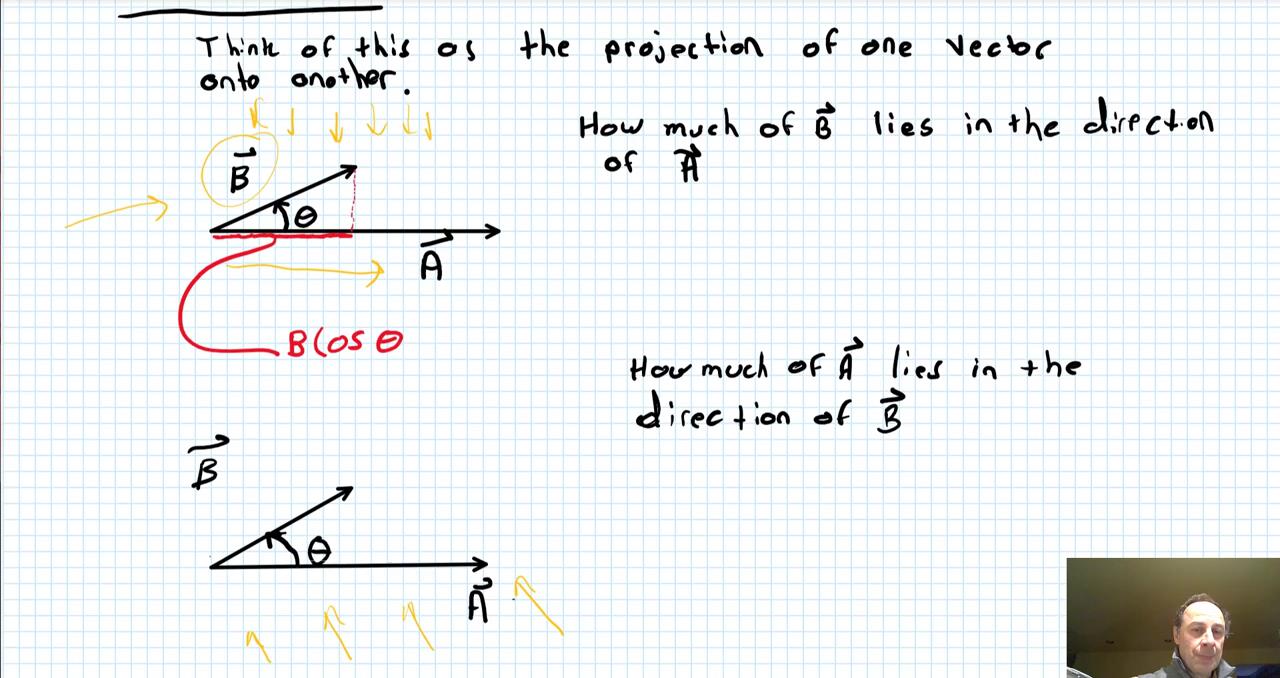 Think of this as the projection of one vector
onto another.
How much of B⃗ lies in the direction
of A⃗
B⃗
θ
A⃗
B cos θ
How much of A⃗ lies in the
direction of B⃗
B⃗
θ
A⃗